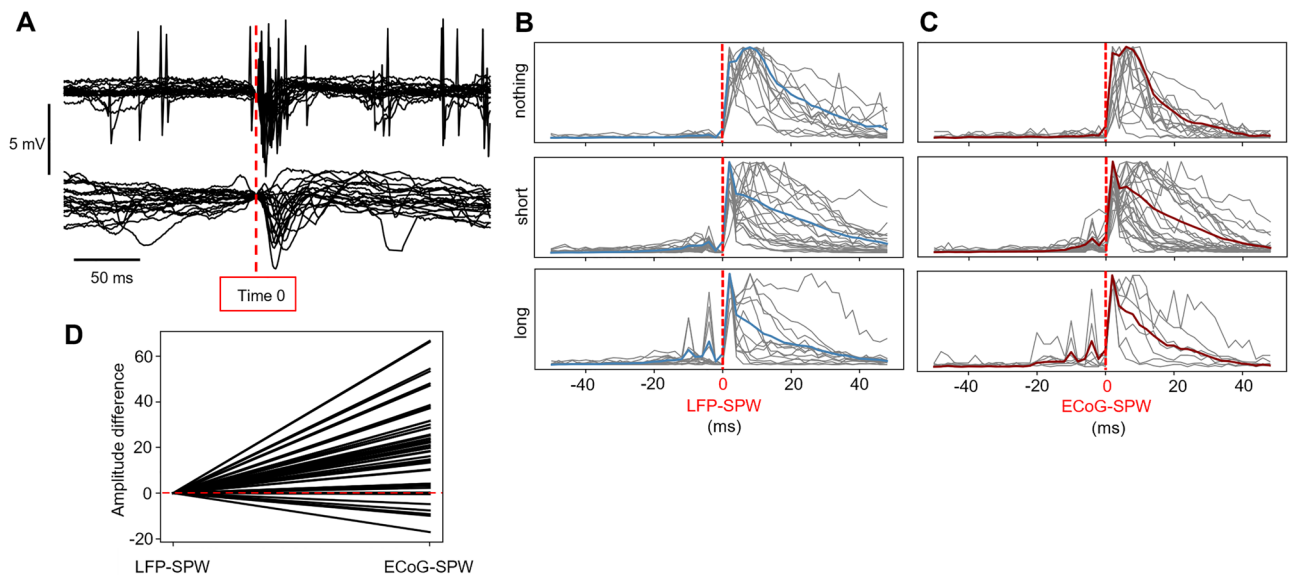 A
5 mV
50 ms
Time 0
B
nothing
short
long
-40
-20
0
20
40
LFP-SPW
(ms)
C
-40
-20
0
20
40
ECoG-SPW
(ms)
D
Amplitude difference
60
40
20
0
-20
LFP-SPW
ECoG-SPW